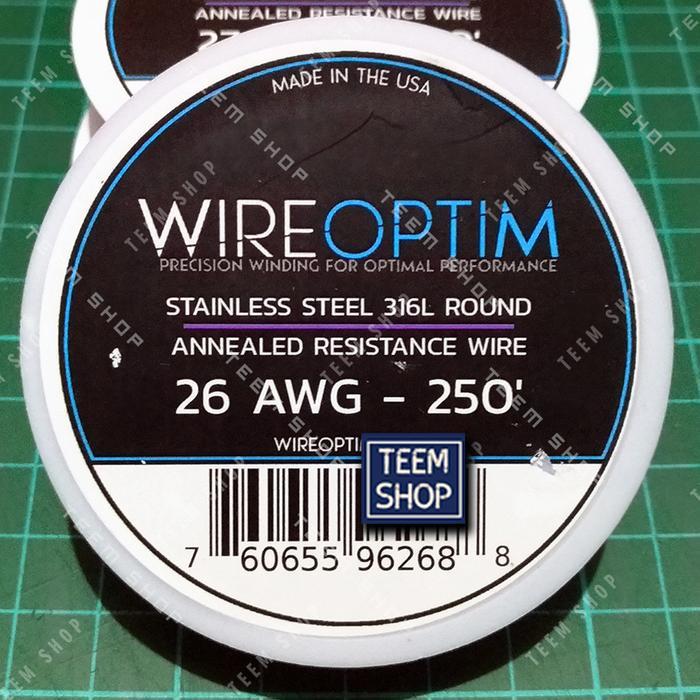 ANNEALED RESISTANCE WIRE
MADE IN THE USA
WIREOPTIM
PRECISION WINDING FOR OPTIMAL PERFORMANCE
STAINLESS STEEL 316L ROUND
ANNEALED RESISTANCE WIRE
26 AWG – 250'
TEEM
SHOP
7 60655 96268 8
TEEM SHOP